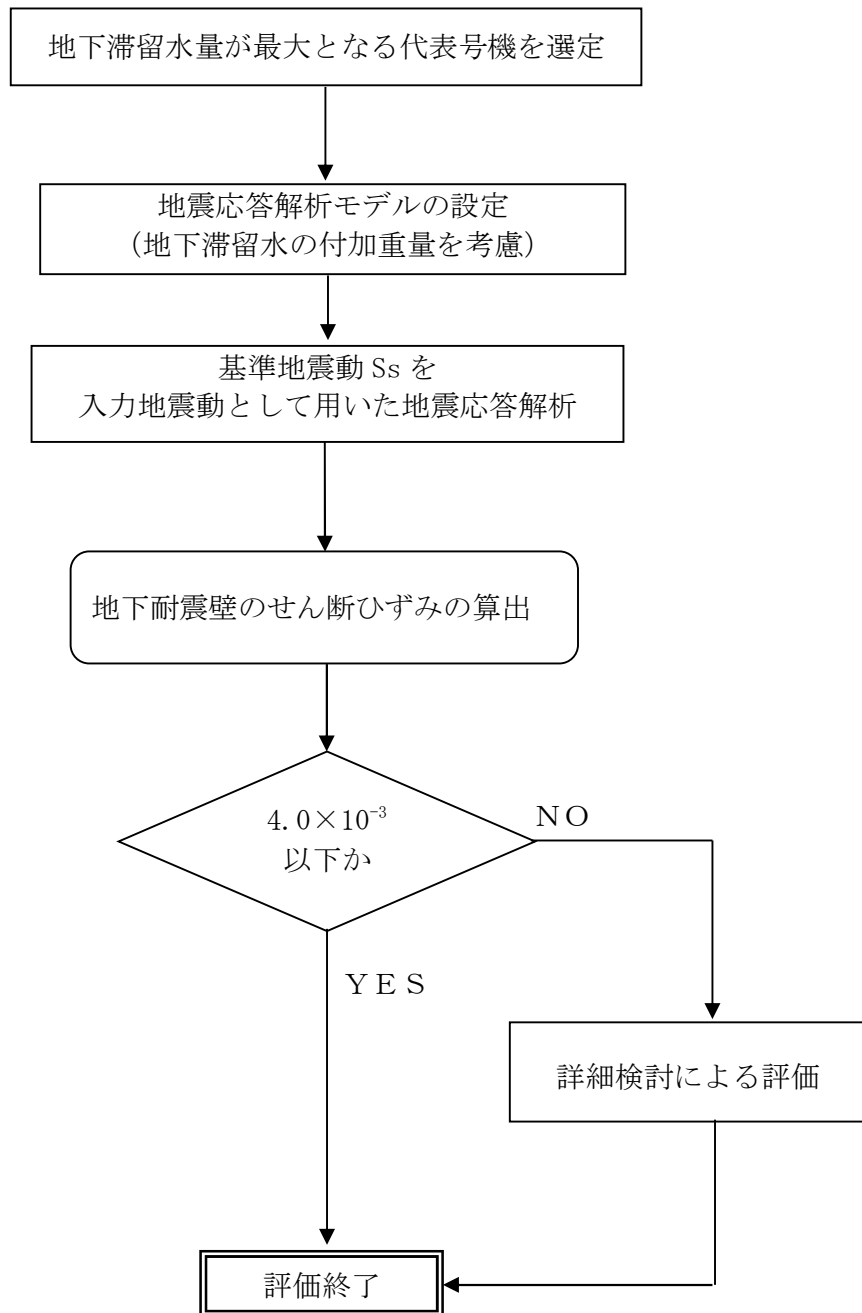 地下滞留水量が最大となる代表号機を選定
地震応答解析モデルの設定
（地下滞留水の付加重量を考慮）
基準地震動 Ss を
入力地震動として用いた地震応答解析
地下耐震壁のせん断ひずみの算出
4.0×10⁻³
以下か
ＮＯ
ＹＥＳ
詳細検討による評価
評価終了